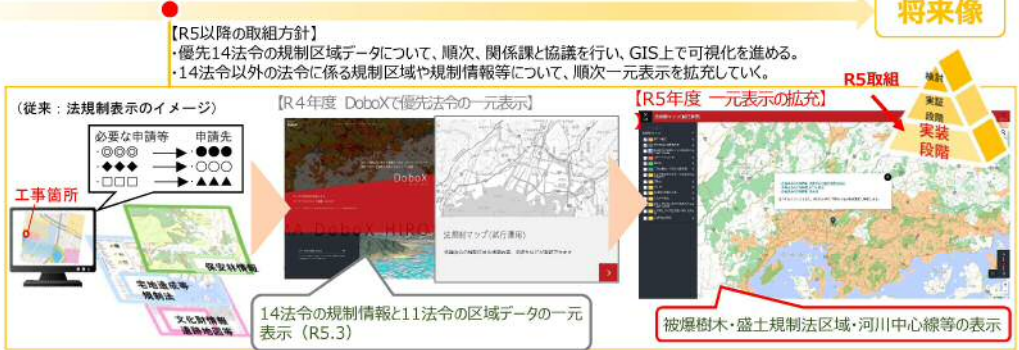 将来像
【R5以降の取組方針】
・優先14法令の規制区域データについて、順次、関係課と協議を行い、GIS上で可視化を進める。
・14法令以外の法令に係る規制区域や規制情報等について、順次一元表示を拡充していく。
R5取組
検討
実証
段階
実装
段階
（従来：法規制表示のイメージ）
【R4年度 DoboXで優先法令の一元表示】
【R5年度 一元表示の拡充】
必要な申請等 申請先
・◎◎◎ ・●●●
・◆◆◆ ・○○○
・□□□ ・▲▲▲
工事箇所
保安林情報
宅地造成等
規制法
文化財情報
遺跡地図等
DoboX
法規制マップ(試行運用)
14法令の規制情報と11法令の区域データの一元
表示（R5.3）
被爆樹木・盛土規制法区域・河川中心線等の表示